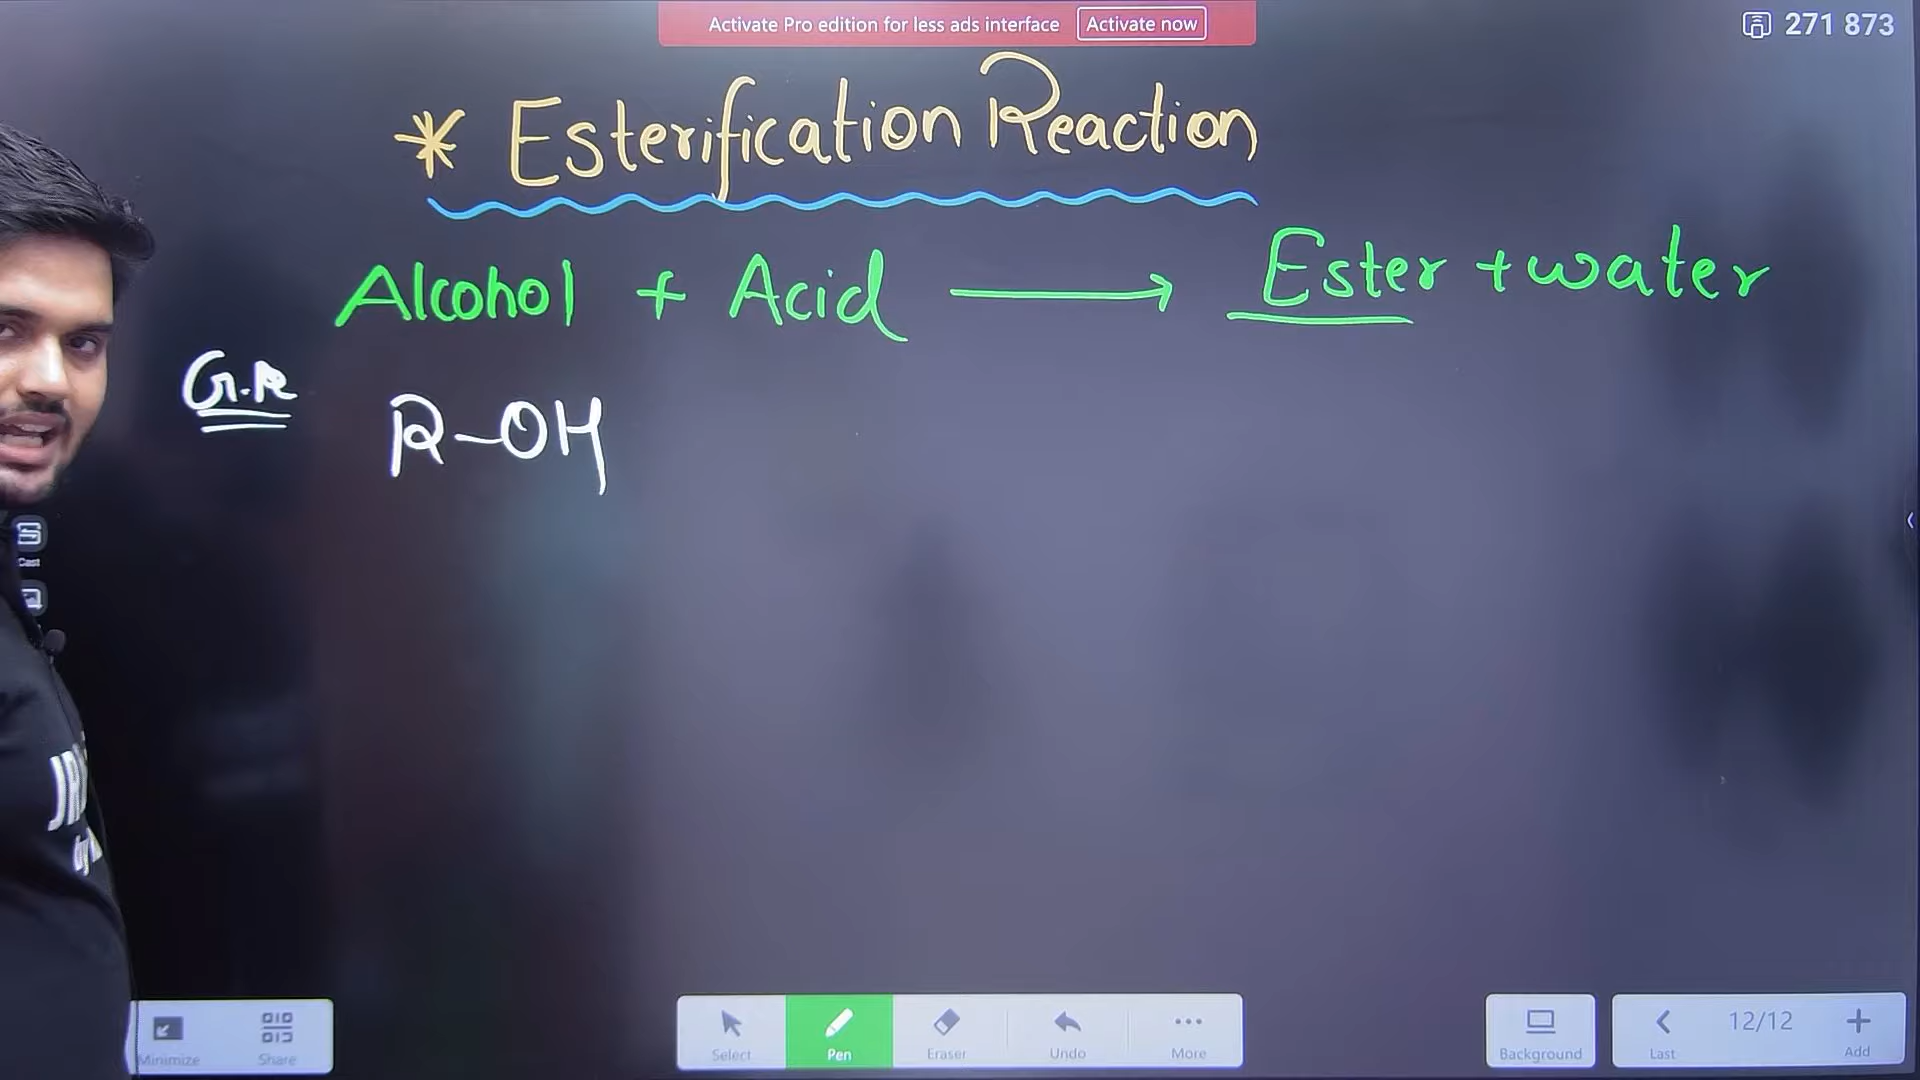 Activate Pro edition for less ads interface Activate now
271 873
* Esterification Reaction
Alcohol + Acid ⟶ Ester + water
G.R
R-OH
Cast
Minimize Share
Select Pen Eraser Undo More
Background
Last 12/12 Add